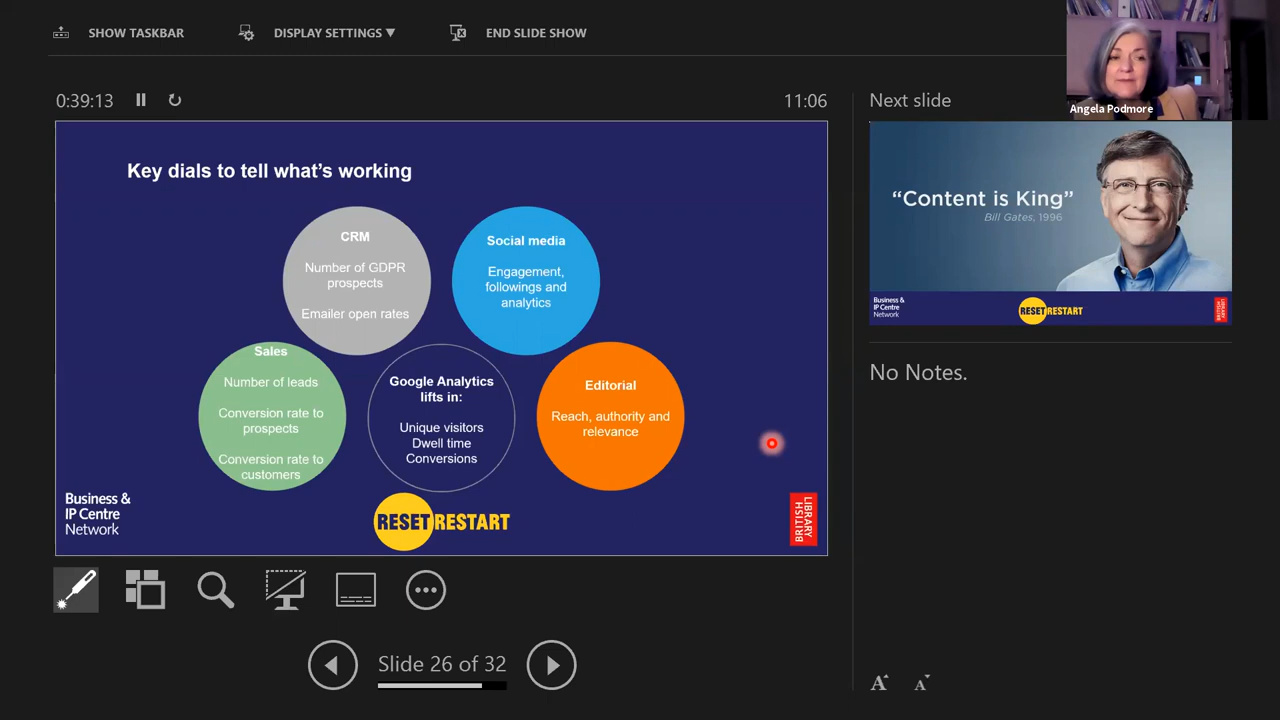 SHOW TASKBAR
DISPLAY SETTINGS ▼
END SLIDE SHOW
Angela Podmore
0:39:13
11:06
Next slide
Key dials to tell what's working
CRM
Number of GDPR
prospects
Emailer open rates
Social media
Engagement,
followings and
analytics
Sales
Number of leads
Conversion rate to
prospects
Conversion rate to
customers
Google Analytics
lifts in:
Unique visitors
Dwell time
Conversions
Editorial
Reach, authority and
relevance
Business &
IP Centre
Network
RESET RESTART
BRITISH
LIBRARY
"Content is King"
Bill Gates, 1996
Business &
IP Centre
Network
RESET RESTART
BRITISH
LIBRARY
No Notes.
Slide 26 of 32
A A